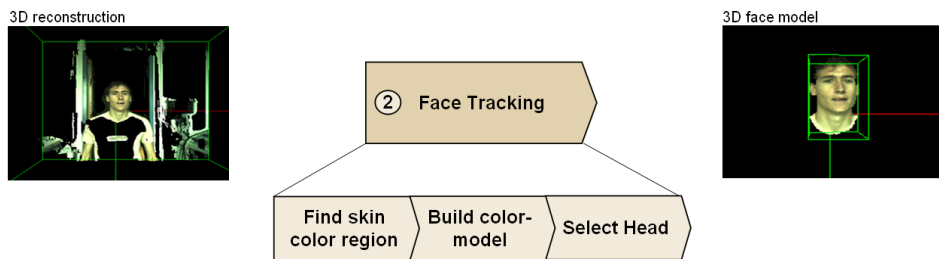 3D reconstruction
3D face model
2 Face Tracking
Find skin
color region
Build color-
model
Select Head